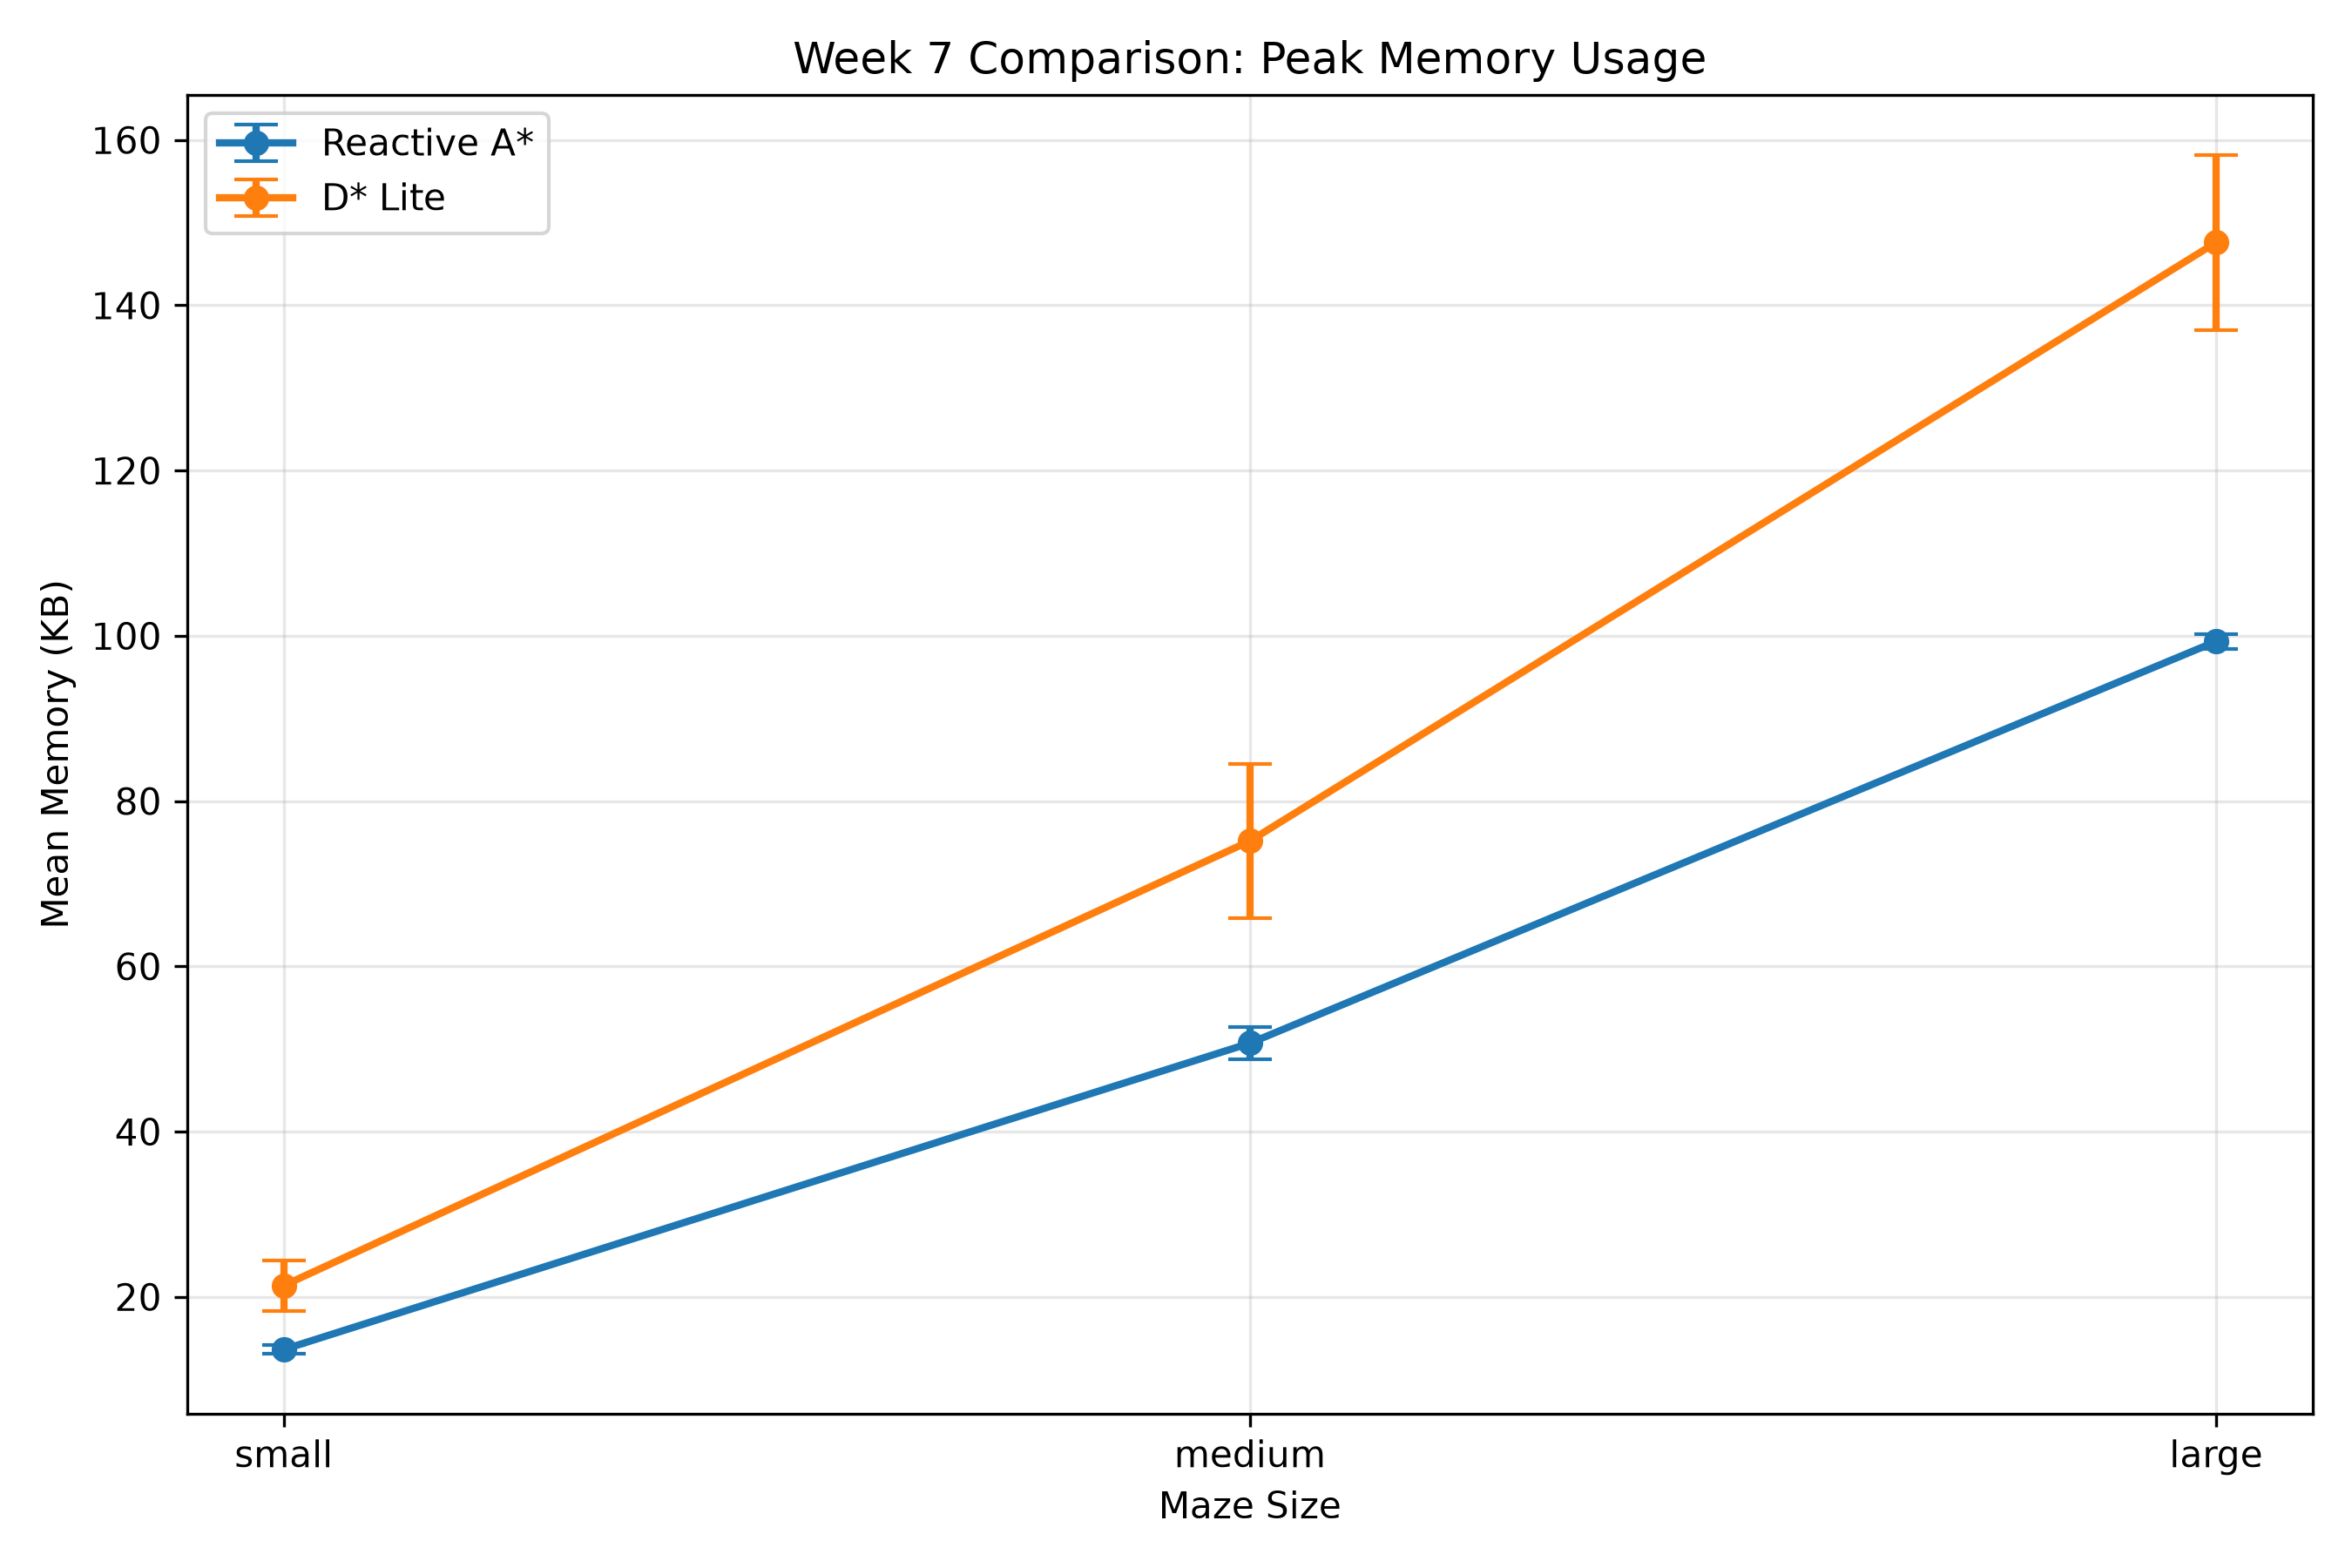 Week 7 Comparison: Peak Memory Usage
Reactive A*
D* Lite
Mean Memory (KB)
160
140
120
100
80
60
40
20
small
medium
large
Maze Size